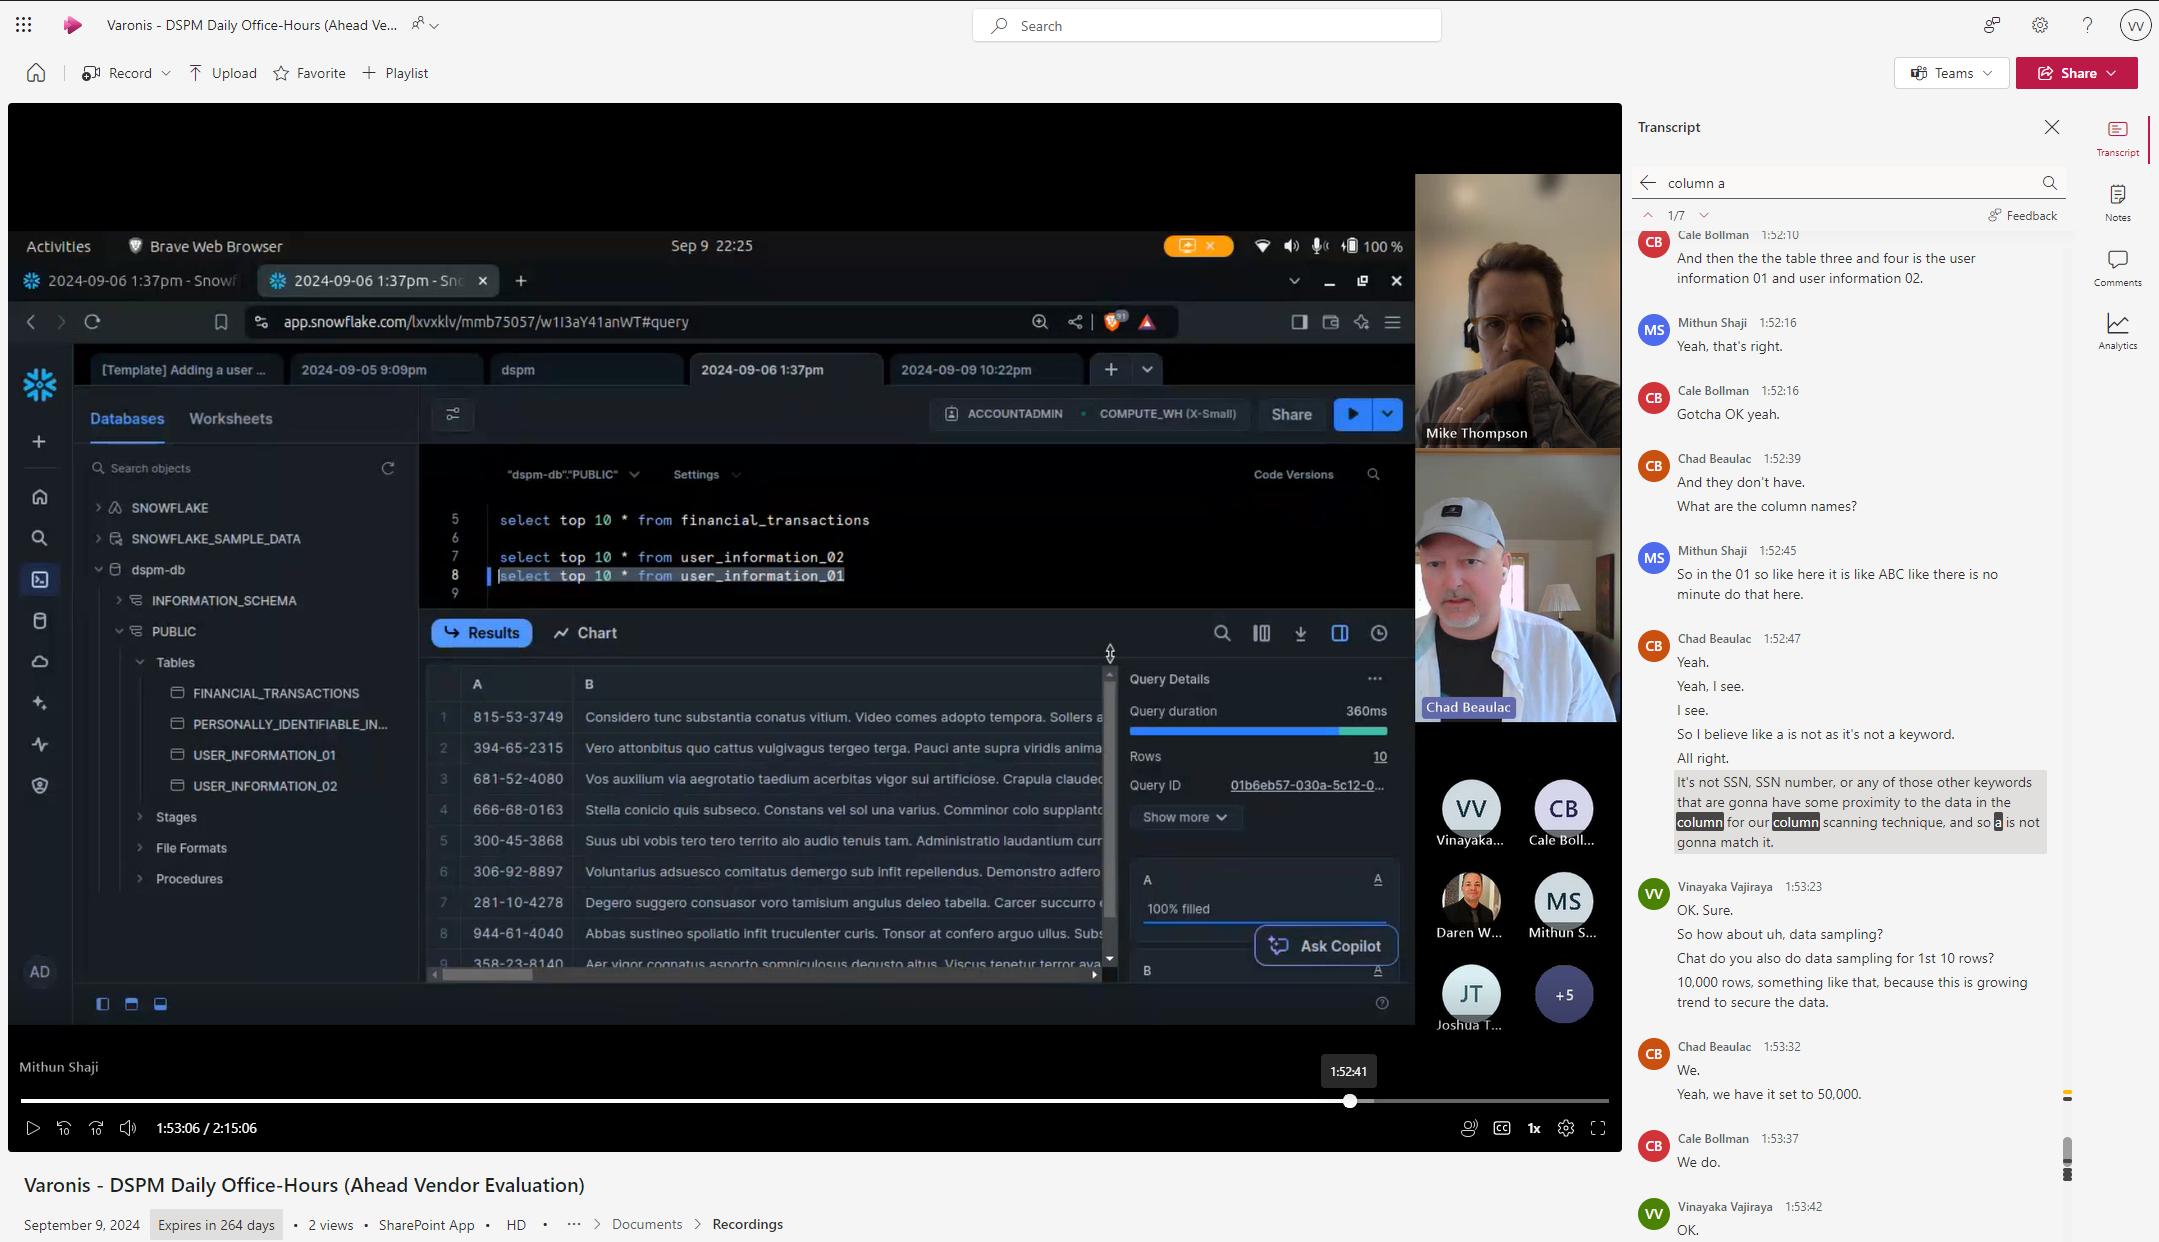 Varonis - DSPM Daily Office-Hours (Ahead Ve...
Search
VV
Record
Upload
Favorite
Playlist
Teams
Share
Activities
Brave Web Browser
Sep 9 22:25
100 %
2024-09-06 1:37pm - Snowf
2024-09-06 1:37pm - Sno
app.snowflake.com/lxvxklv/mmb75057/w1I3aY41anWT#query
[Template] Adding a user ...
2024-09-05 9:09pm
dspm
2024-09-06 1:37pm
2024-09-09 10:22pm
Databases
Worksheets
ACCOUNTADMIN
COMPUTE_WH (X-Small)
Share
Search objects
"dspm-db"."PUBLIC"
Settings
Code Versions
SNOWFLAKE
SNOWFLAKE_SAMPLE_DATA
dspm-db
INFORMATION_SCHEMA
PUBLIC
Tables
FINANCIAL_TRANSACTIONS
PERSONALLY_IDENTIFIABLE_IN...
USER_INFORMATION_01
USER_INFORMATION_02
Stages
File Formats
Procedures
AD
5 select top 10 * from financial_transactions
6
7 select top 10 * from user_information_02
8 select top 10 * from user_information_01
9
Results
Chart
A B
1 815-53-3749 Considero tunc substantia conatus vitium. Video comes adopto tempora. Sollers a
2 394-65-2315 Vero attonbitus quo cattus vulgivagus tergeo terga. Pauci ante supra viridis anima
3 681-52-4080 Vos auxilium via aegrotatio taedium acerbitas vigor sui artificiose. Crapula claudeo
4 666-68-0163 Stella conicio quis subseco. Constans vel sol una varius. Comminor colo supplanto
5 300-45-3868 Suus ubi vobis tero tero territo alo audio tenuis tam. Administratio laudantium curr
6 306-92-8897 Voluntarius adsuesco comitatus demergo sub infit repellendus. Demonstro adfero
7 281-10-4278 Degero suggero consuasor voro tamisium angulus deleo tabella. Carcer succurro
8 944-61-4040 Abbas sustineo spoliatio infit truculenter curis. Tonsor at confero arguo ullus. Subs
9 358-23-8140 Aer vigor cognatus asporto somniculosus degusto altus. Viscus tenetur terror ava
Query Details
Query duration 360ms
Rows 10
Query ID 01b6eb57-030a-5c12-0...
Show more
A
100% filled
Ask Copilot
B
Mike Thompson
Chad Beaulac
VV
Vinayaka...
CB
Cale Boll...
Daren W...
MS
Mithun S...
JT
Joshua T...
+5
Mithun Shaji
1:52:41
10
10
1:53:06 / 2:15:06
CC
1x
Varonis - DSPM Daily Office-Hours (Ahead Vendor Evaluation)
September 9, 2024
Expires in 264 days
• 2 views • SharePoint App • HD •
... > Documents > Recordings
Transcript
column a
1/7
Feedback
CB
Cale Bollman 1:52:10
And then the the table three and four is the user
information 01 and user information 02.
MS
Mithun Shaji 1:52:16
Yeah, that's right.
CB
Cale Bollman 1:52:16
Gotcha OK yeah.
CB
Chad Beaulac 1:52:39
And they don't have.
What are the column names?
MS
Mithun Shaji 1:52:45
So in the 01 so like here it is like ABC like there is no
minute do that here.
CB
Chad Beaulac 1:52:47
Yeah.
Yeah, I see.
I see.
So I believe like a is not as it's not a keyword.
All right.
It's not SSN, SSN number, or any of those other keywords
that are gonna have some proximity to the data in the
column for our column scanning technique, and so a is not
gonna match it.
VV
Vinayaka Vajiraya 1:53:23
OK. Sure.
So how about uh, data sampling?
Chat do you also do data sampling for 1st 10 rows?
10,000 rows, something like that, because this is growing
trend to secure the data.
CB
Chad Beaulac 1:53:32
We.
Yeah, we have it set to 50,000.
CB
Cale Bollman 1:53:37
We do.
VV
Vinayaka Vajiraya 1:53:42
OK.
Transcript
Notes
Comments
Analytics